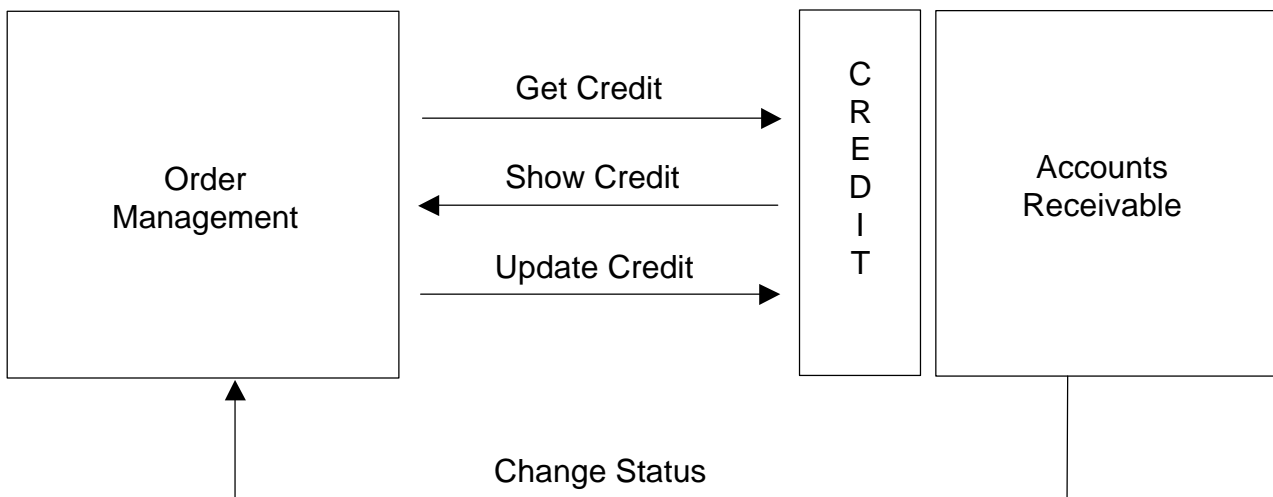 Order
Management
Get Credit
Show Credit
Update Credit
C
R
E
D
I
T
Accounts
Receivable
Change Status